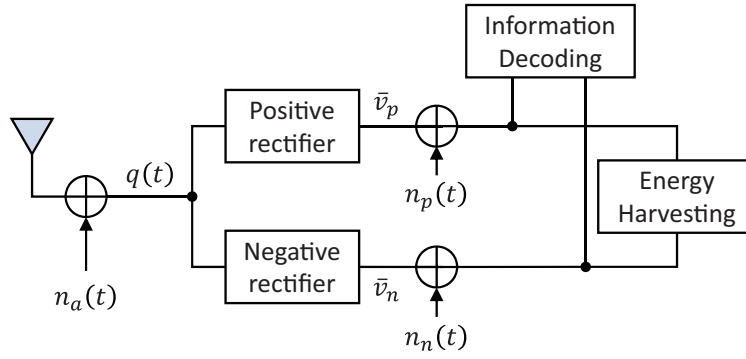 Information
Decoding
Positive
rectifier
v̄_p
n_p(t)
q(t)
n_a(t)
Energy
Harvesting
Negative
rectifier
v̄_n
n_n(t)